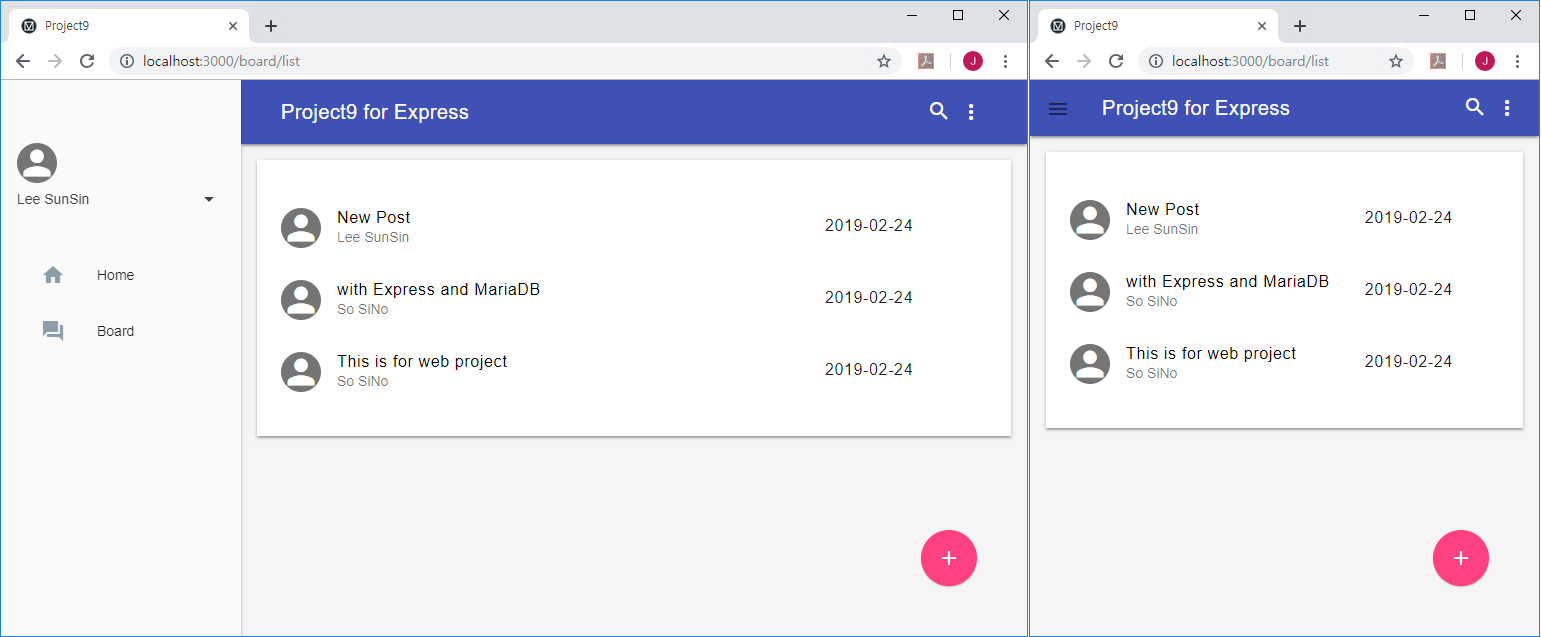 Project9
localhost:3000/board/list
J
Project9 for Express
Lee SunSin
Home
Board
New Post
Lee SunSin
2019-02-24
with Express and MariaDB
So SiNo
2019-02-24
This is for web project
So SiNo
2019-02-24
Project9
localhost:3000/board/list
J
Project9 for Express
New Post
Lee SunSin
2019-02-24
with Express and MariaDB
So SiNo
2019-02-24
This is for web project
So SiNo
2019-02-24